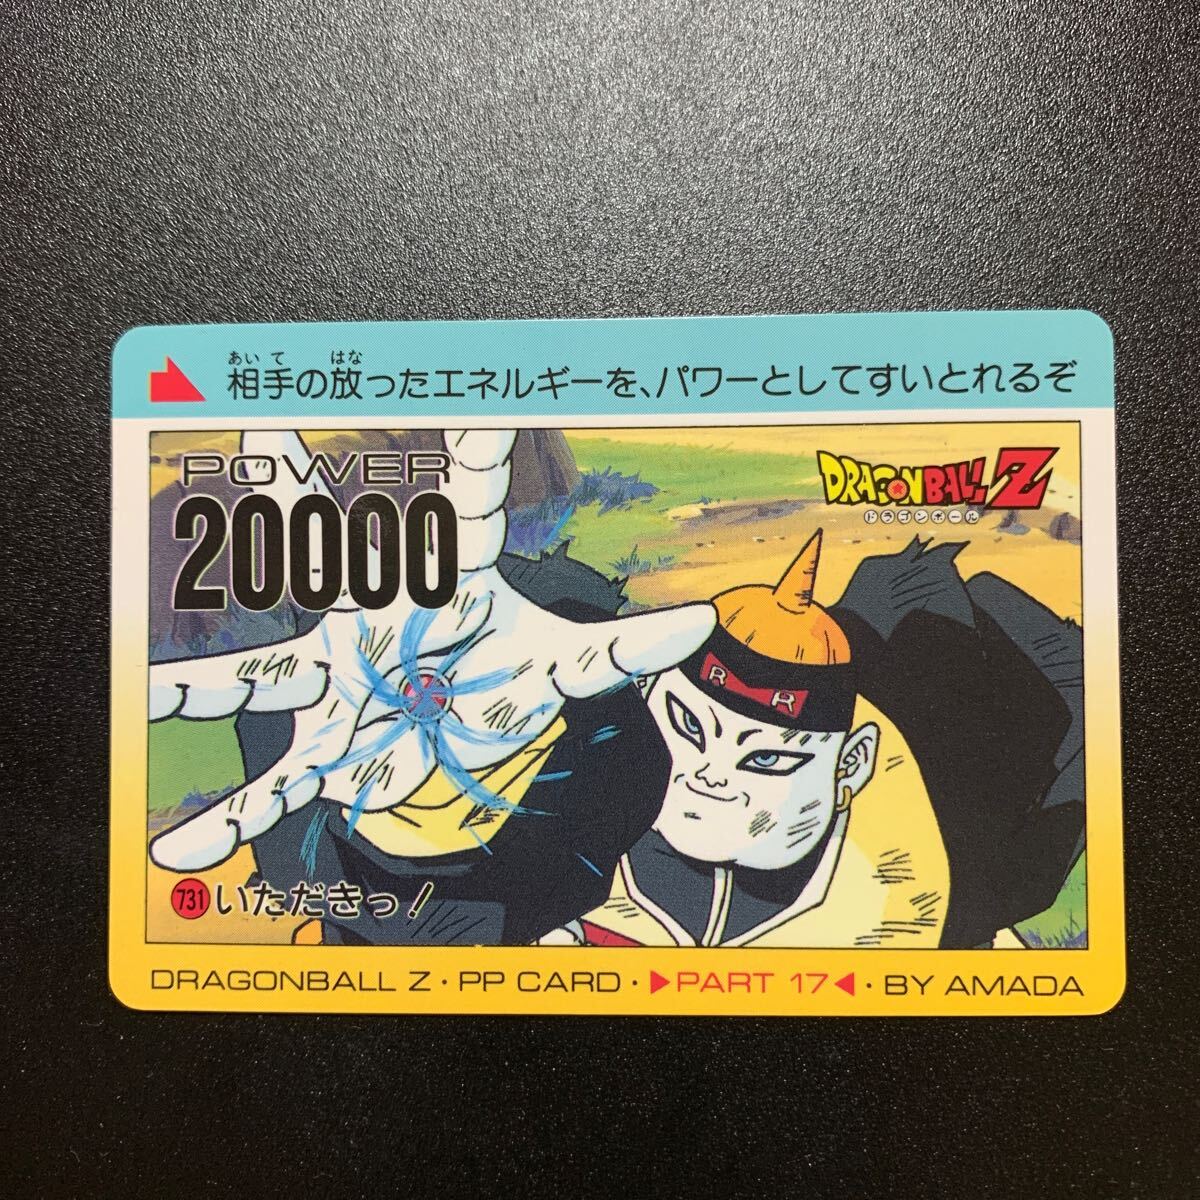 あいて はな
相手の放ったエネルギーを、パワーとしてすいとれるぞ
POWER
20000
DRAGONBALL Z
ドラゴンボール
R R
731 いただきっ!
DRAGONBALL Z・PP CARD・▶PART 17◀・BY AMADA